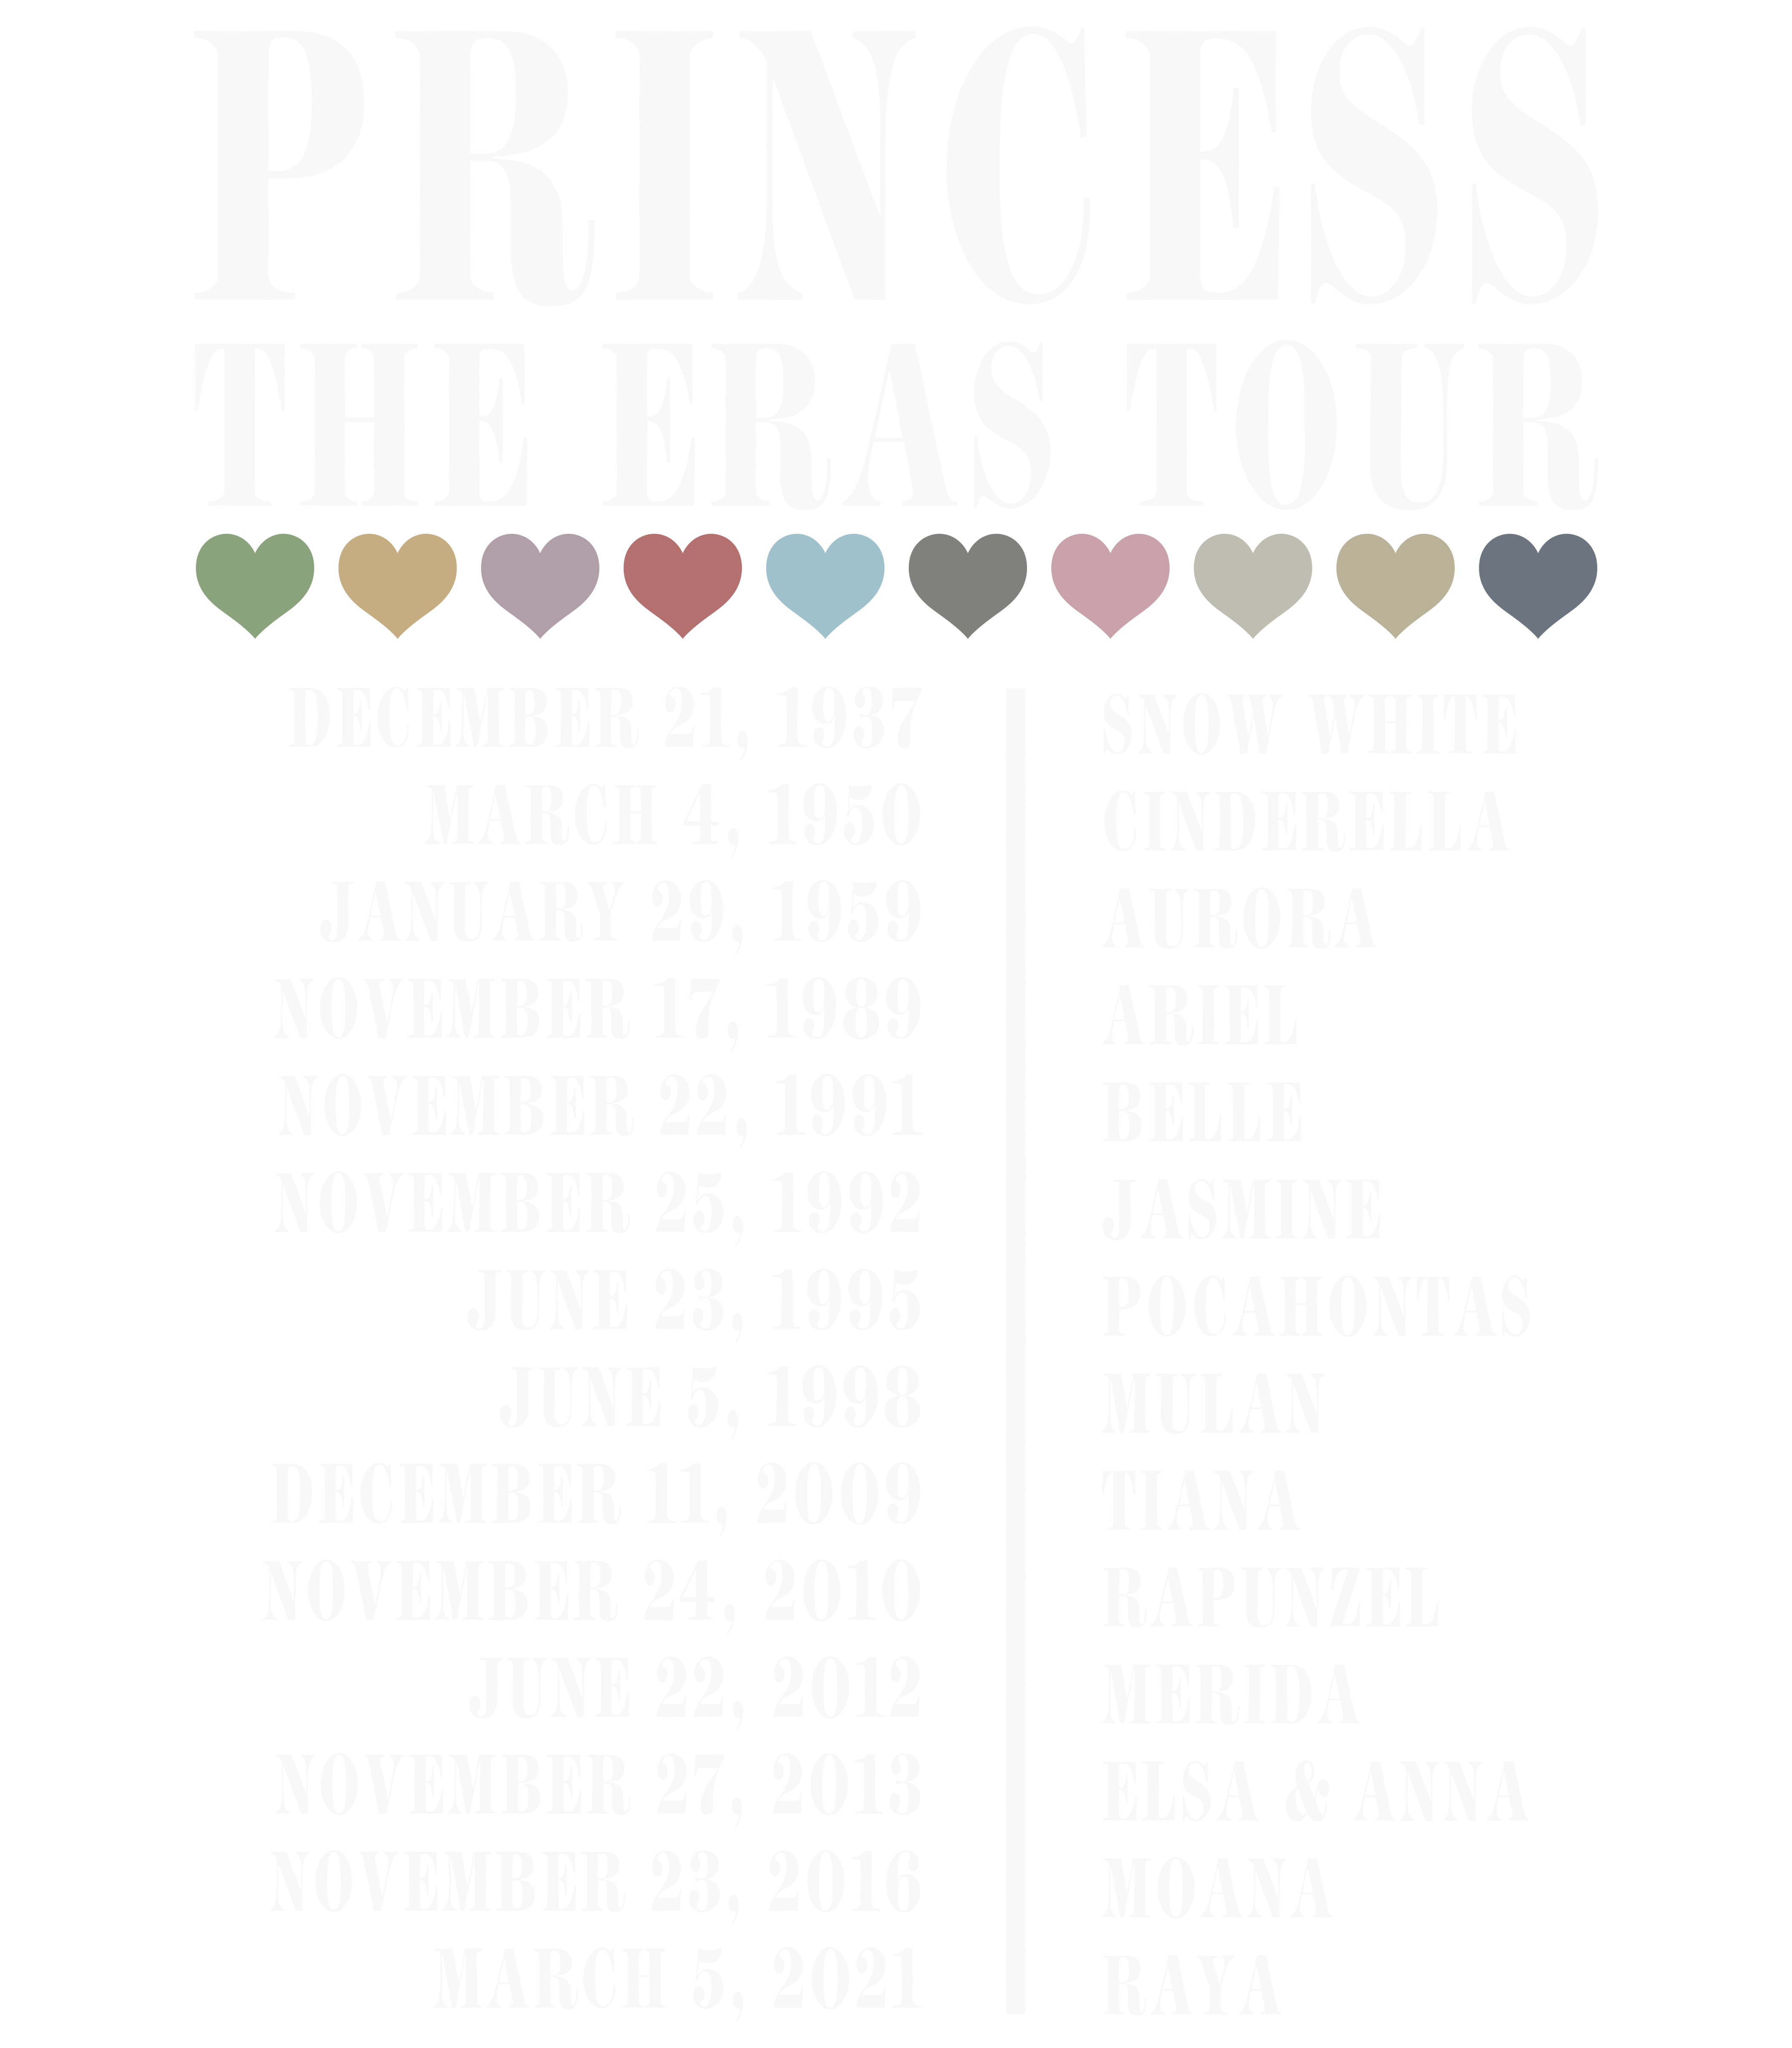 PRINCESS
THE ERAS TOUR
DECEMBER 21, 1937 SNOW WHITE
MARCH 4, 1950 CINDERELLA
JANUARY 29, 1959 AURORA
NOVEMBER 17, 1989 ARIEL
NOVEMBER 22, 1991 BELLE
NOVEMBER 25, 1992 JASMINE
JUNE 23, 1995 POCAHONTAS
JUNE 5, 1998 MULAN
DECEMBER 11, 2009 TIANA
NOVEMBER 24, 2010 RAPUNZEL
JUNE 22, 2012 MERIDA
NOVEMBER 27, 2013 ELSA & ANNA
NOVEMBER 23, 2016 MOANA
MARCH 5, 2021 RAYA